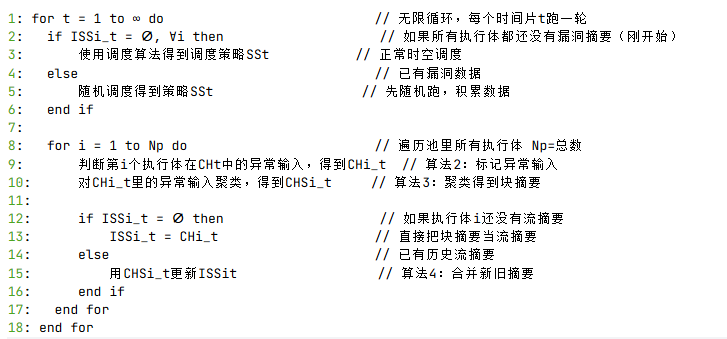 1: for t = 1 to ∞ do // 无限循环，每个时间片t跑一轮
2: if ISSi_t = ∅, ∀i then // 如果所有执行体都还没有漏洞摘要（刚开始）
3: 使用调度算法得到调度策略SSt // 正常时空调度
4: else // 已有漏洞数据
5: 随机调度得到策略SSt // 先随机跑，积累数据
6: end if
7:
8: for i = 1 to Np do // 遍历池里所有执行体 Np=总数
9: 判断第i个执行体在CHt中的异常输入，得到CHi_t // 算法2：标记异常输入
10: 对CHi_t里的异常输入聚类，得到CHSi_t // 算法3：聚类得到块摘要
11:
12: if ISSi_t = ∅ then // 如果执行体i还没有流摘要
13: ISSi_t = CHi_t // 直接把块摘要当流摘要
14: else // 已有历史流摘要
15: 用CHSi_t更新ISSit // 算法4：合并新旧摘要
16: end if
17: end for
18: end for